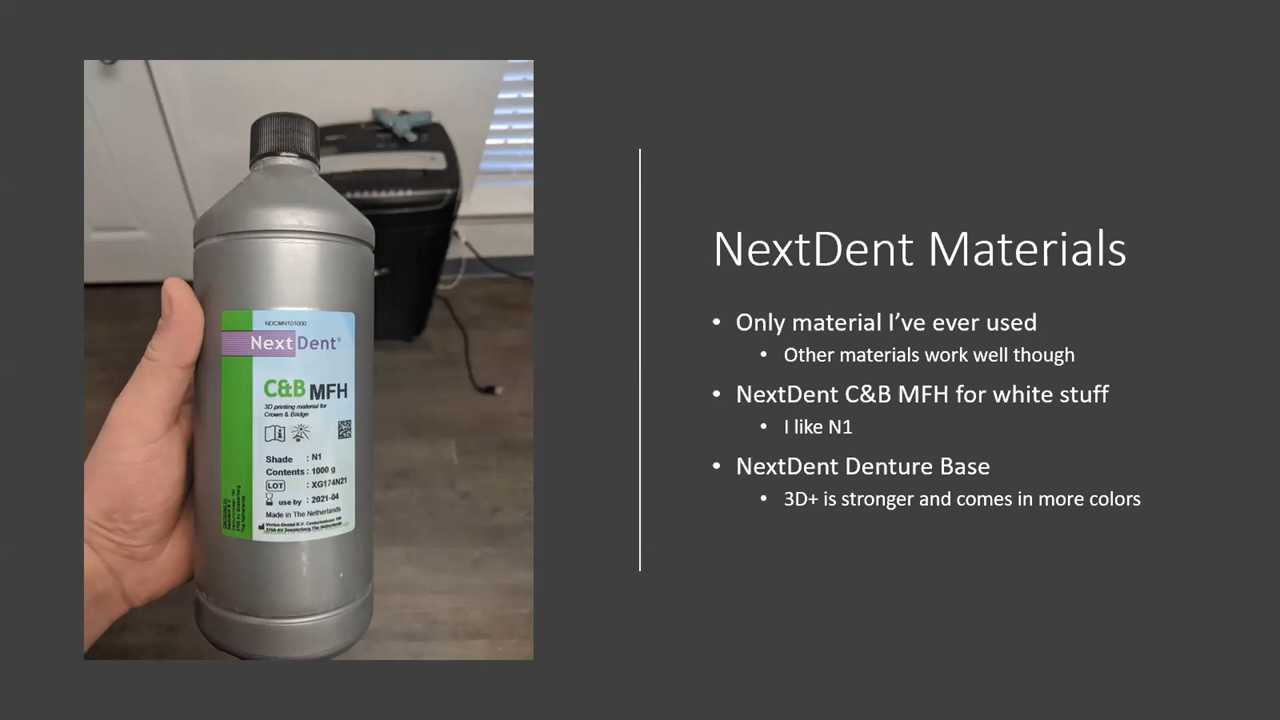 NDCMN101000
NextDent®
C&B MFH
3D printing material for
Crown & Bridge
Shade : N1
Contents : 1000 g
LOT : XG174N21
use by : 2021-04
Made in The Netherlands
NextDent Materials
• Only material I’ve ever used
• Other materials work well though
• NextDent C&B MFH for white stuff
• I like N1
• NextDent Denture Base
• 3D+ is stronger and comes in more colors